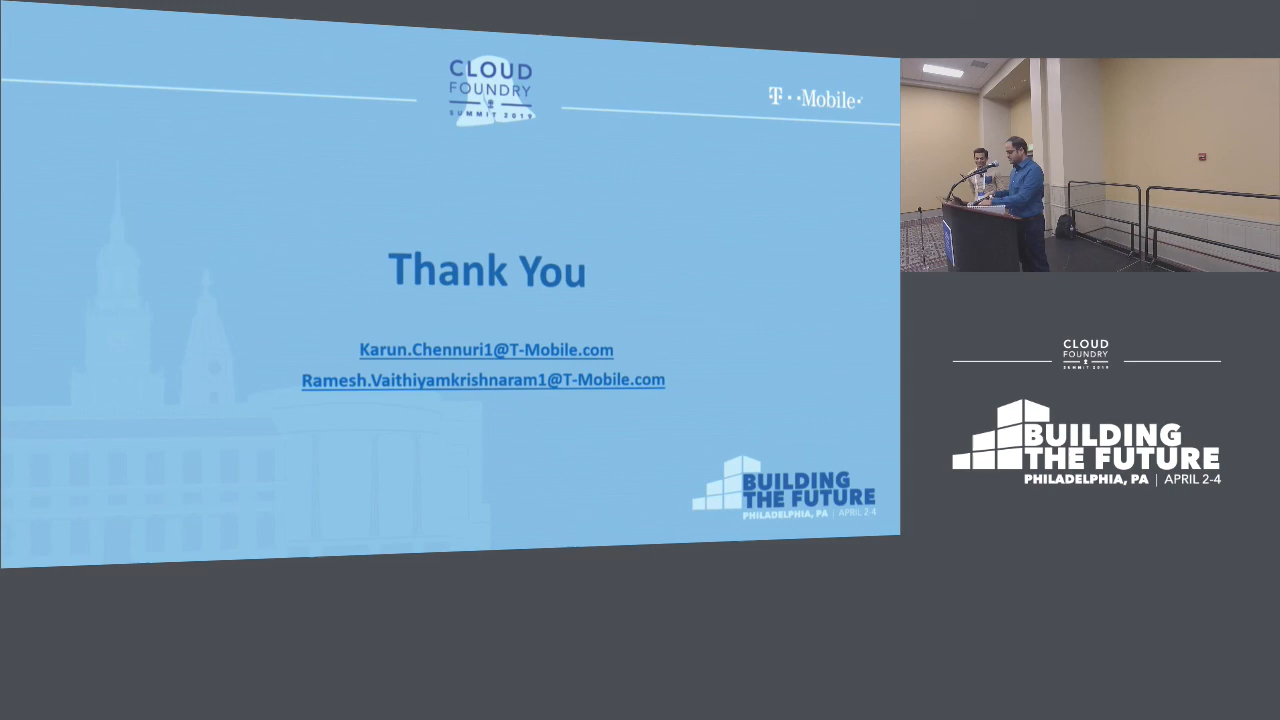 CLOUD
FOUNDRY
SUMMIT 2019
T··Mobile·
Thank You
Karun.Chennuri1@T-Mobile.com
Ramesh.Vaithiyamkrishnaram1@T-Mobile.com
BUILDING
THE FUTURE
PHILADELPHIA, PA | APRIL 2-4
CLOUD
FOUNDRY
SUMMIT 2019
BUILDING
THE FUTURE
PHILADELPHIA, PA | APRIL 2-4